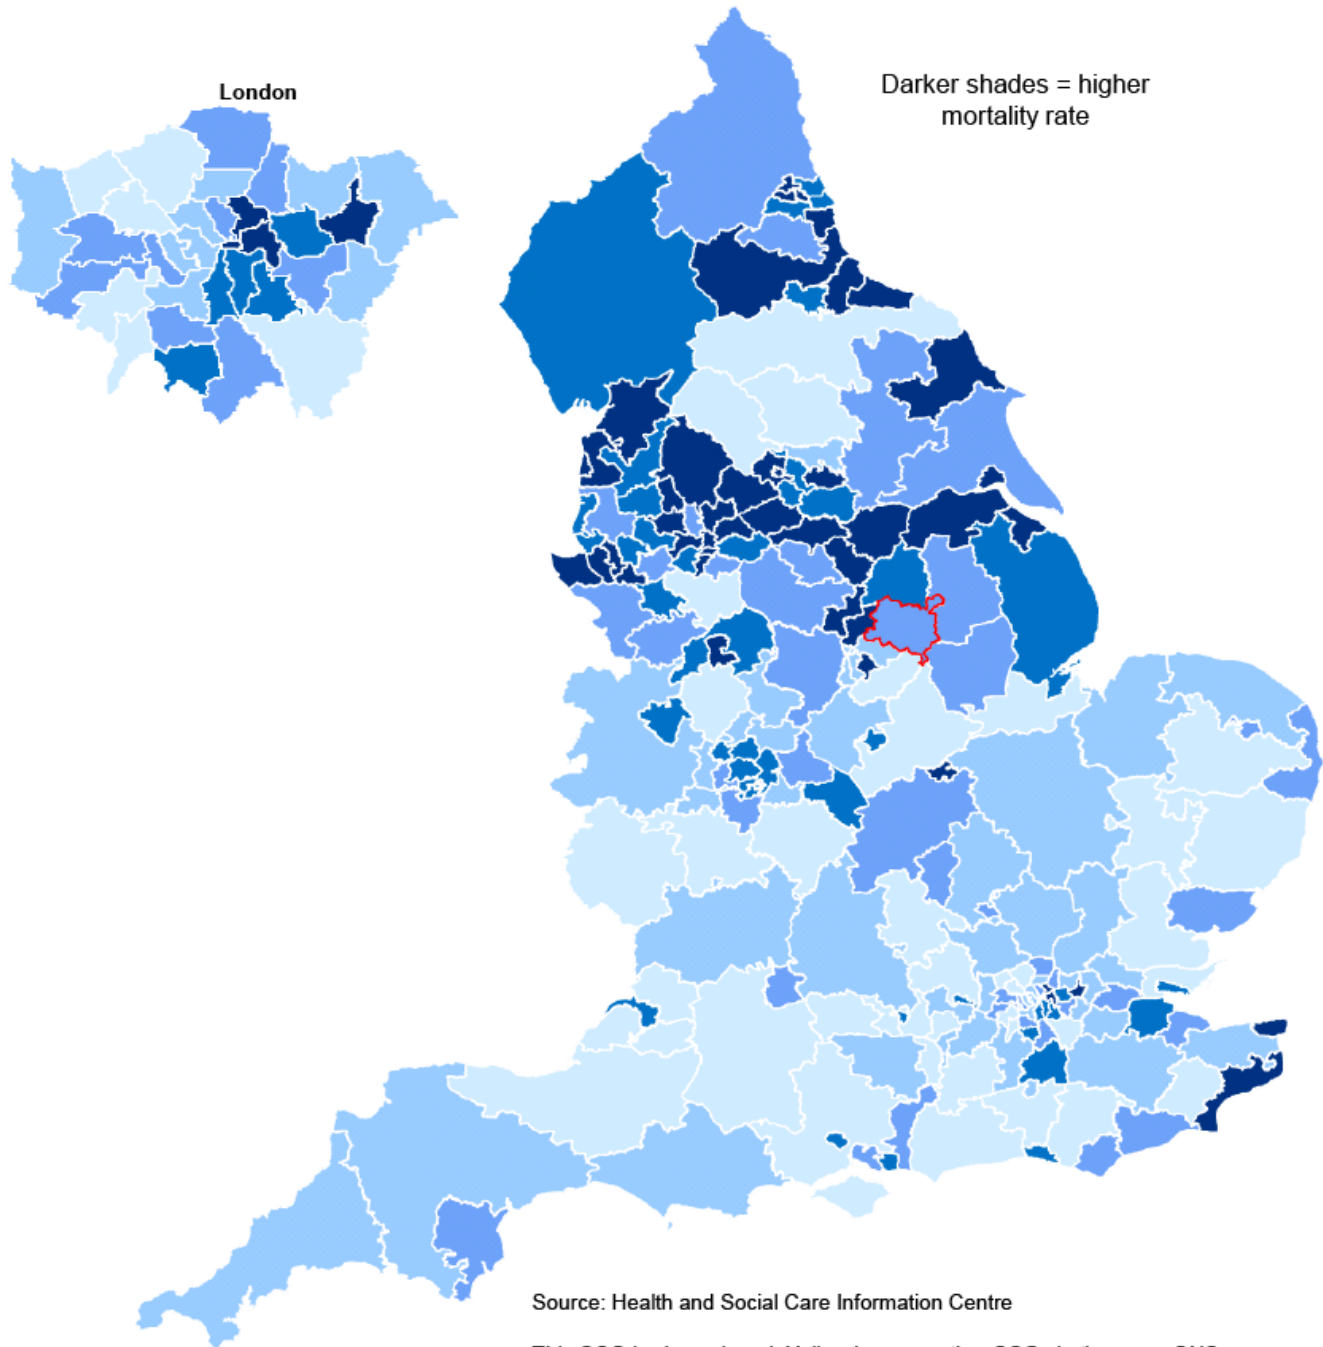 London
Darker shades = higher
mortality rate
Source: Health and Social Care Information Centre